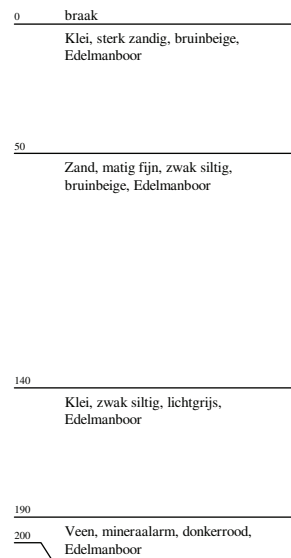 0 braak
Klei, sterk zandig, bruinbeige,
Edelmanboor
50
Zand, matig fijn, zwak siltig,
bruinbeige, Edelmanboor
140
Klei, zwak siltig, lichtgrijs,
Edelmanboor
190
200 Veen, mineraalarm, donkerrood,
Edelmanboor